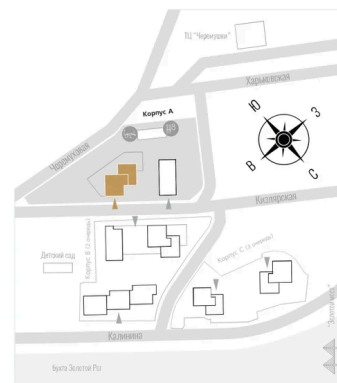 ТЦ "Черемушки"
Харьковская
Корпус А
Черемуховая
Ю
З
В
С
Кизлярская
Детский сад
Корпус В (2 очередь)
Корпус С (3 очередь)
Калинина
бухта Золотой Рог